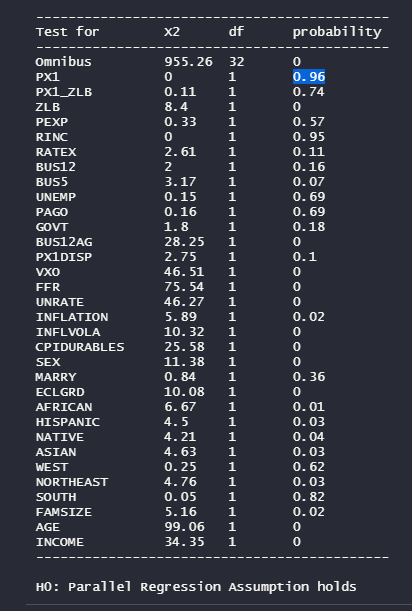 --------------------------------------------
Test for X2 df probability
--------------------------------------------
Omnibus 955.26 32 0
PX1 0 1 0.96
PX1_ZLB 0.11 1 0.74
ZLB 8.4 1 0
PEXP 0.33 1 0.57
RINC 0 1 0.95
RATEX 2.61 1 0.11
BUS12 2 1 0.16
BUS5 3.17 1 0.07
UNEMP 0.15 1 0.69
PAGO 0.16 1 0.69
GOVT 1.8 1 0.18
BUS12AG 28.25 1 0
PX1DISP 2.75 1 0.1
VXO 46.51 1 0
FFR 75.54 1 0
UNRATE 46.27 1 0
INFLATION 5.89 1 0.02
INFLVOLA 10.32 1 0
CPIDURABLES 25.58 1 0
SEX 11.38 1 0
MARRY 0.84 1 0.36
ECLGRD 10.08 1 0
AFRICAN 6.67 1 0.01
HISPANIC 4.5 1 0.03
NATIVE 4.21 1 0.04
ASIAN 4.63 1 0.03
WEST 0.25 1 0.62
NORTHEAST 4.76 1 0.03
SOUTH 0.05 1 0.82
FAMSIZE 5.16 1 0.02
AGE 99.06 1 0
INCOME 34.35 1 0
--------------------------------------------
H0: Parallel Regression Assumption holds